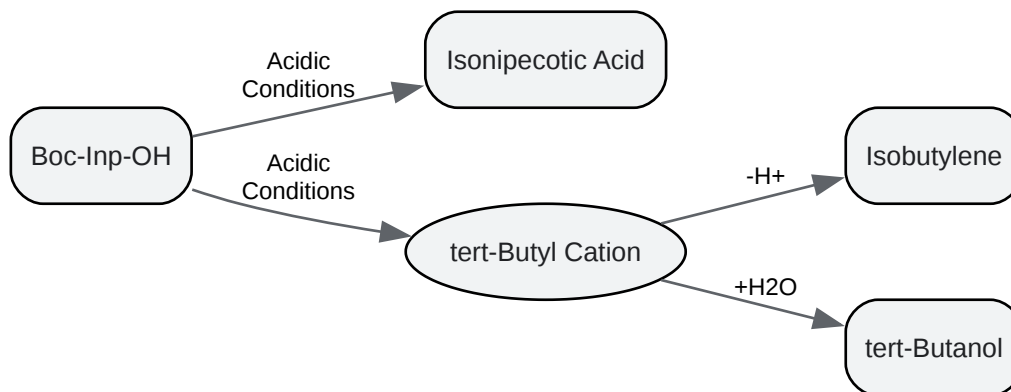 Boc-Inp-OH
Acidic
Conditions
Isonipecotic Acid
Acidic
Conditions
tert-Butyl Cation
-H+
Isobutylene
+H2O
tert-Butanol